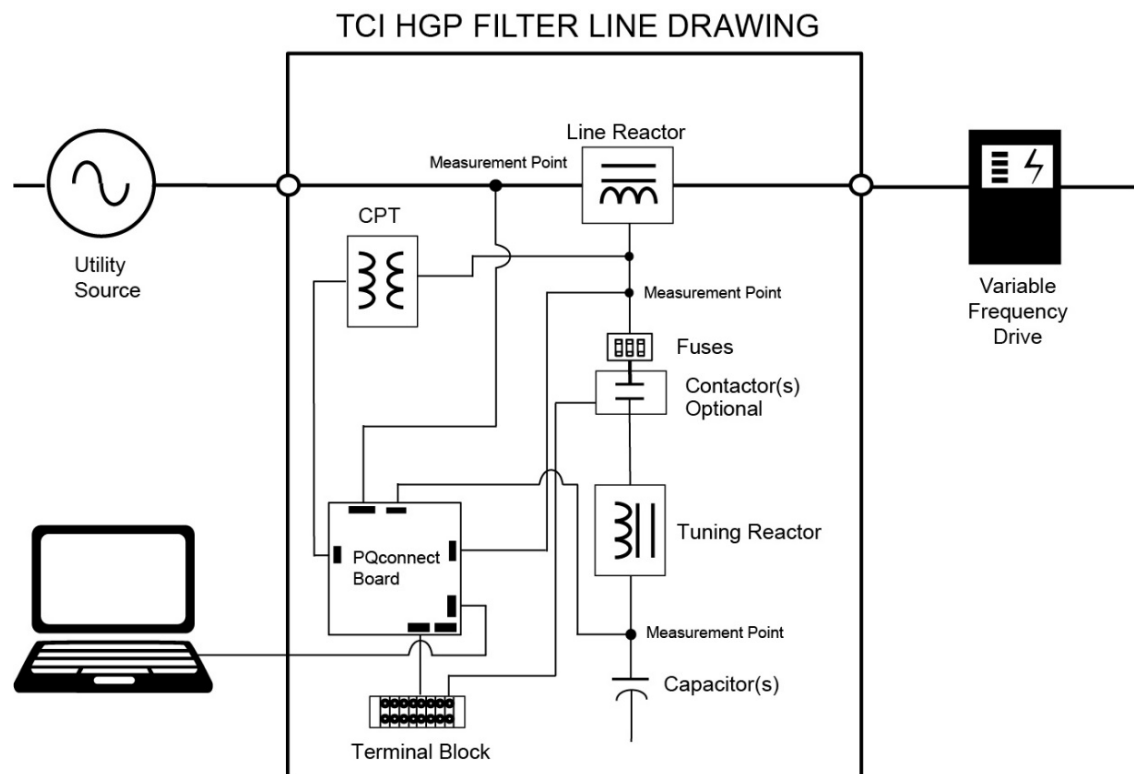 TCI HGP FILTER LINE DRAWING
Line Reactor
Measurement Point
CPT
Utility
Source
Measurement Point
Variable
Frequency
Drive
Fuses
Contactor(s)
Optional
Tuning Reactor
PQconnect
Board
Measurement Point
Capacitor(s)
Terminal Block